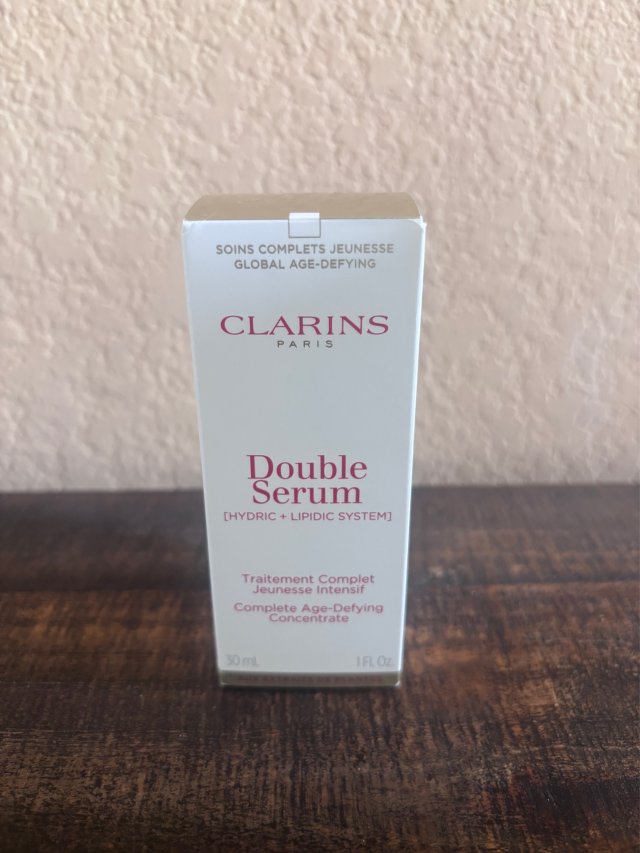 SOINS COMPLETS JEUNESSE
GLOBAL AGE-DEFYING
CLARINS
PARIS
Double
Serum
[HYDRIC + LIPIDIC SYSTEM]
Traitement Complet
Jeunesse Intensif
Complete Age-Defying
Concentrate
30 mL 1 Fl. Oz.